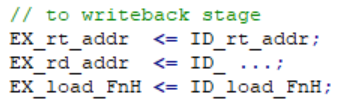 // to writeback stage
EX_rt_addr <= ID_rt_addr;
EX_rd_addr <= ID_ ...;
EX_load_FnH <= ID_load_FnH;